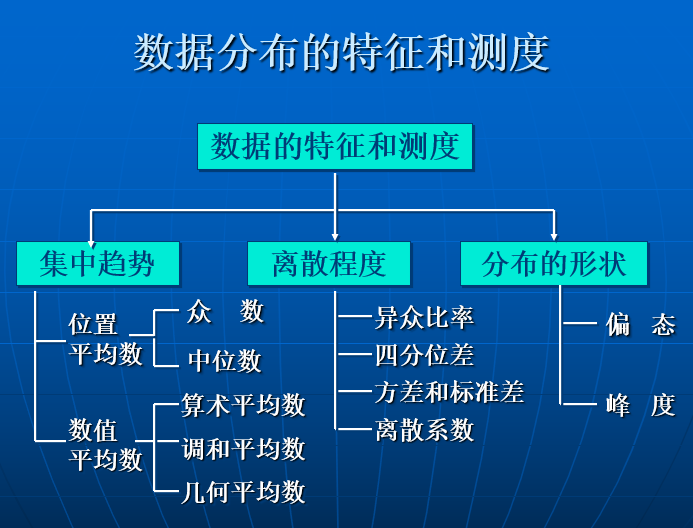 数据分布的特征和测度
数据的特征和测度
集中趋势
离散程度
分布的形状
位置
平均数
众 数
中位数
数值
平均数
算术平均数
调和平均数
几何平均数
异众比率
四分位差
方差和标准差
离散系数
偏 态
峰 度